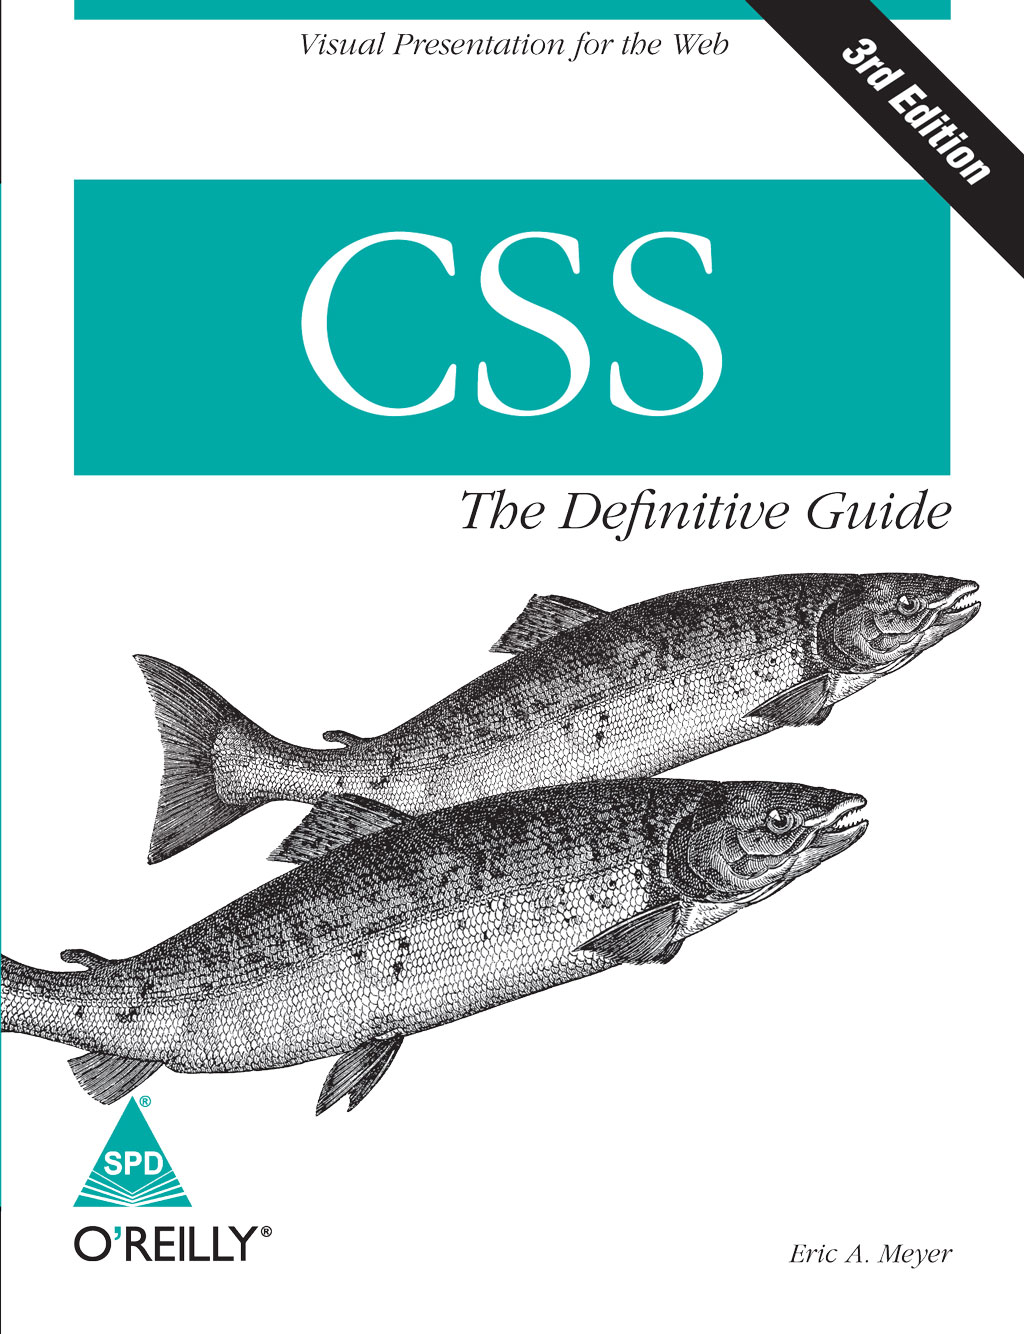 Visual Presentation for the Web
3rd Edition
CSS
The Definitive Guide
®
SPD
O'REILLY®
Eric A. Meyer